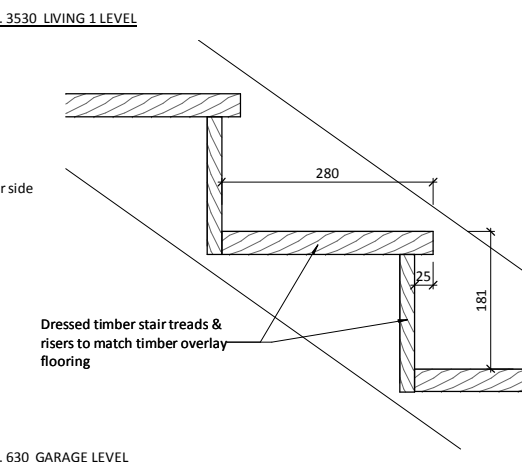 . 3530 LIVING 1 LEVEL
280
r side
25
181
Dressed timber stair treads &
risers to match timber overlay
flooring
. 630 GARAGE LEVEL